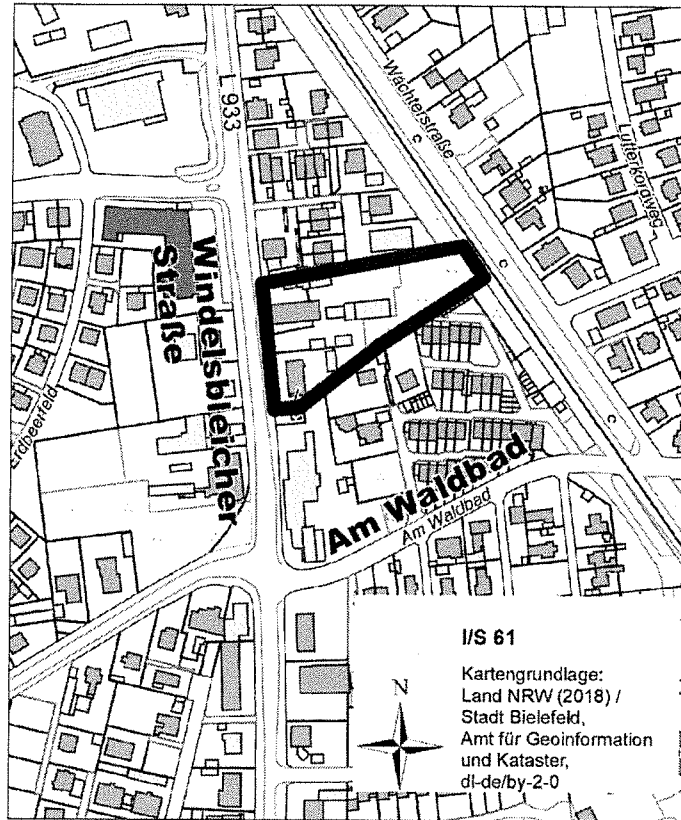 L 933
Wachterstraße
Lutterkordtweg
Windelsbleicher
Straße
Erdbeerfeld
Am Waldbad
Am Waldbad
I/S 61
Kartengrundlage:
Land NRW (2018) /
Stadt Bielefeld,
Amt für Geoinformation
und Kataster,
dl-de/by-2-0
N